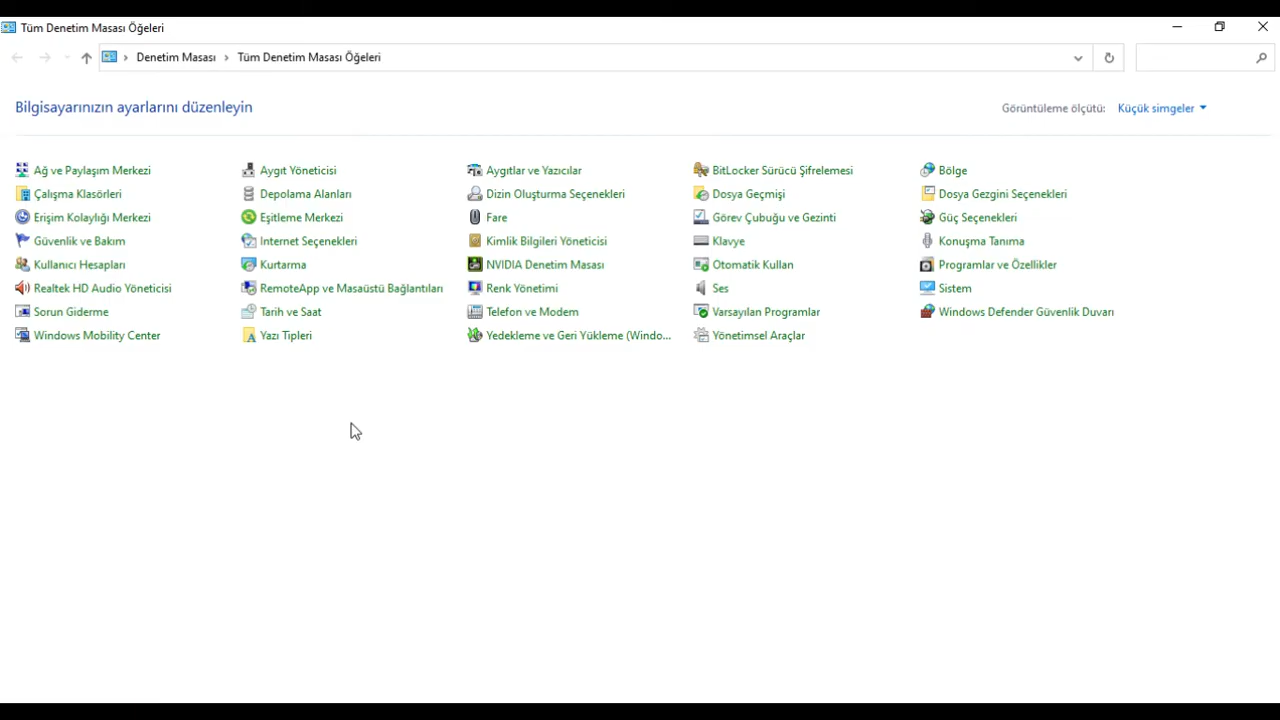 Tüm Denetim Masası Öğeleri
Denetim Masası › Tüm Denetim Masası Öğeleri
Bilgisayarınızın ayarlarını düzenleyin
Görüntüleme ölçütü: Küçük simgeler
Ağ ve Paylaşım Merkezi Aygıt Yöneticisi Aygıtlar ve Yazıcılar BitLocker Sürücü Şifrelemesi Bölge
Çalışma Klasörleri Depolama Alanları Dizin Oluşturma Seçenekleri Dosya Geçmişi Dosya Gezgini Seçenekleri
Erişim Kolaylığı Merkezi Eşitleme Merkezi Fare Görev Çubuğu ve Gezinti Güç Seçenekleri
Güvenlik ve Bakım Internet Seçenekleri Kimlik Bilgileri Yöneticisi Klavye Konuşma Tanıma
Kullanıcı Hesapları Kurtarma NVIDIA Denetim Masası Otomatik Kullan Programlar ve Özellikler
Realtek HD Audio Yöneticisi RemoteApp ve Masaüstü Bağlantıları Renk Yönetimi Ses Sistem
Sorun Giderme Tarih ve Saat Telefon ve Modem Varsayılan Programlar Windows Defender Güvenlik Duvarı
Windows Mobility Center Yazı Tipleri Yedekleme ve Geri Yükleme (Windo... Yönetimsel Araçlar